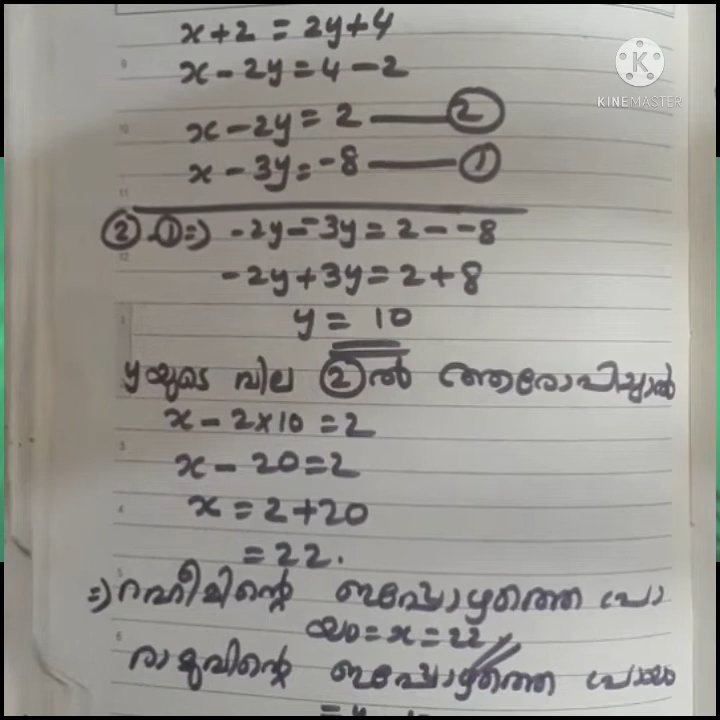 x+2 = 2y+4
x-2y=4-2
x-2y= 2 —— ②
x-3y=-8 —— ①
② - ① => -2y--3y=2--8
-2y+3y=2+8
y = 10
y യുടെ വില ② ൽ ആരോപിച്ചാൽ
x-2×10=2
x-20=2
x=2+20
=22.
=> റഹീമിന്റെ ഇപ്പോഴത്തെ പ്രാ
യം=x=22
രാമുവിന്റെ ഇപ്പോഴത്തെ പ്രായം
KINEMASTER